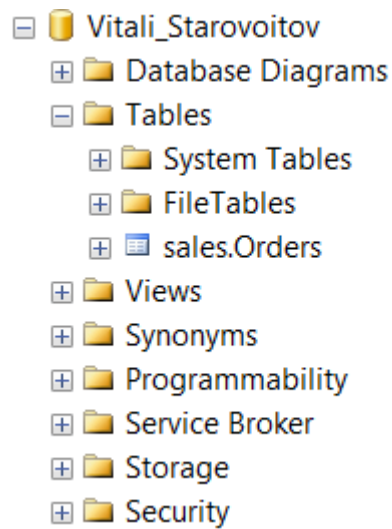 Vitali_Starovoitov
Database Diagrams
Tables
System Tables
FileTables
sales.Orders
Views
Synonyms
Programmability
Service Broker
Storage
Security